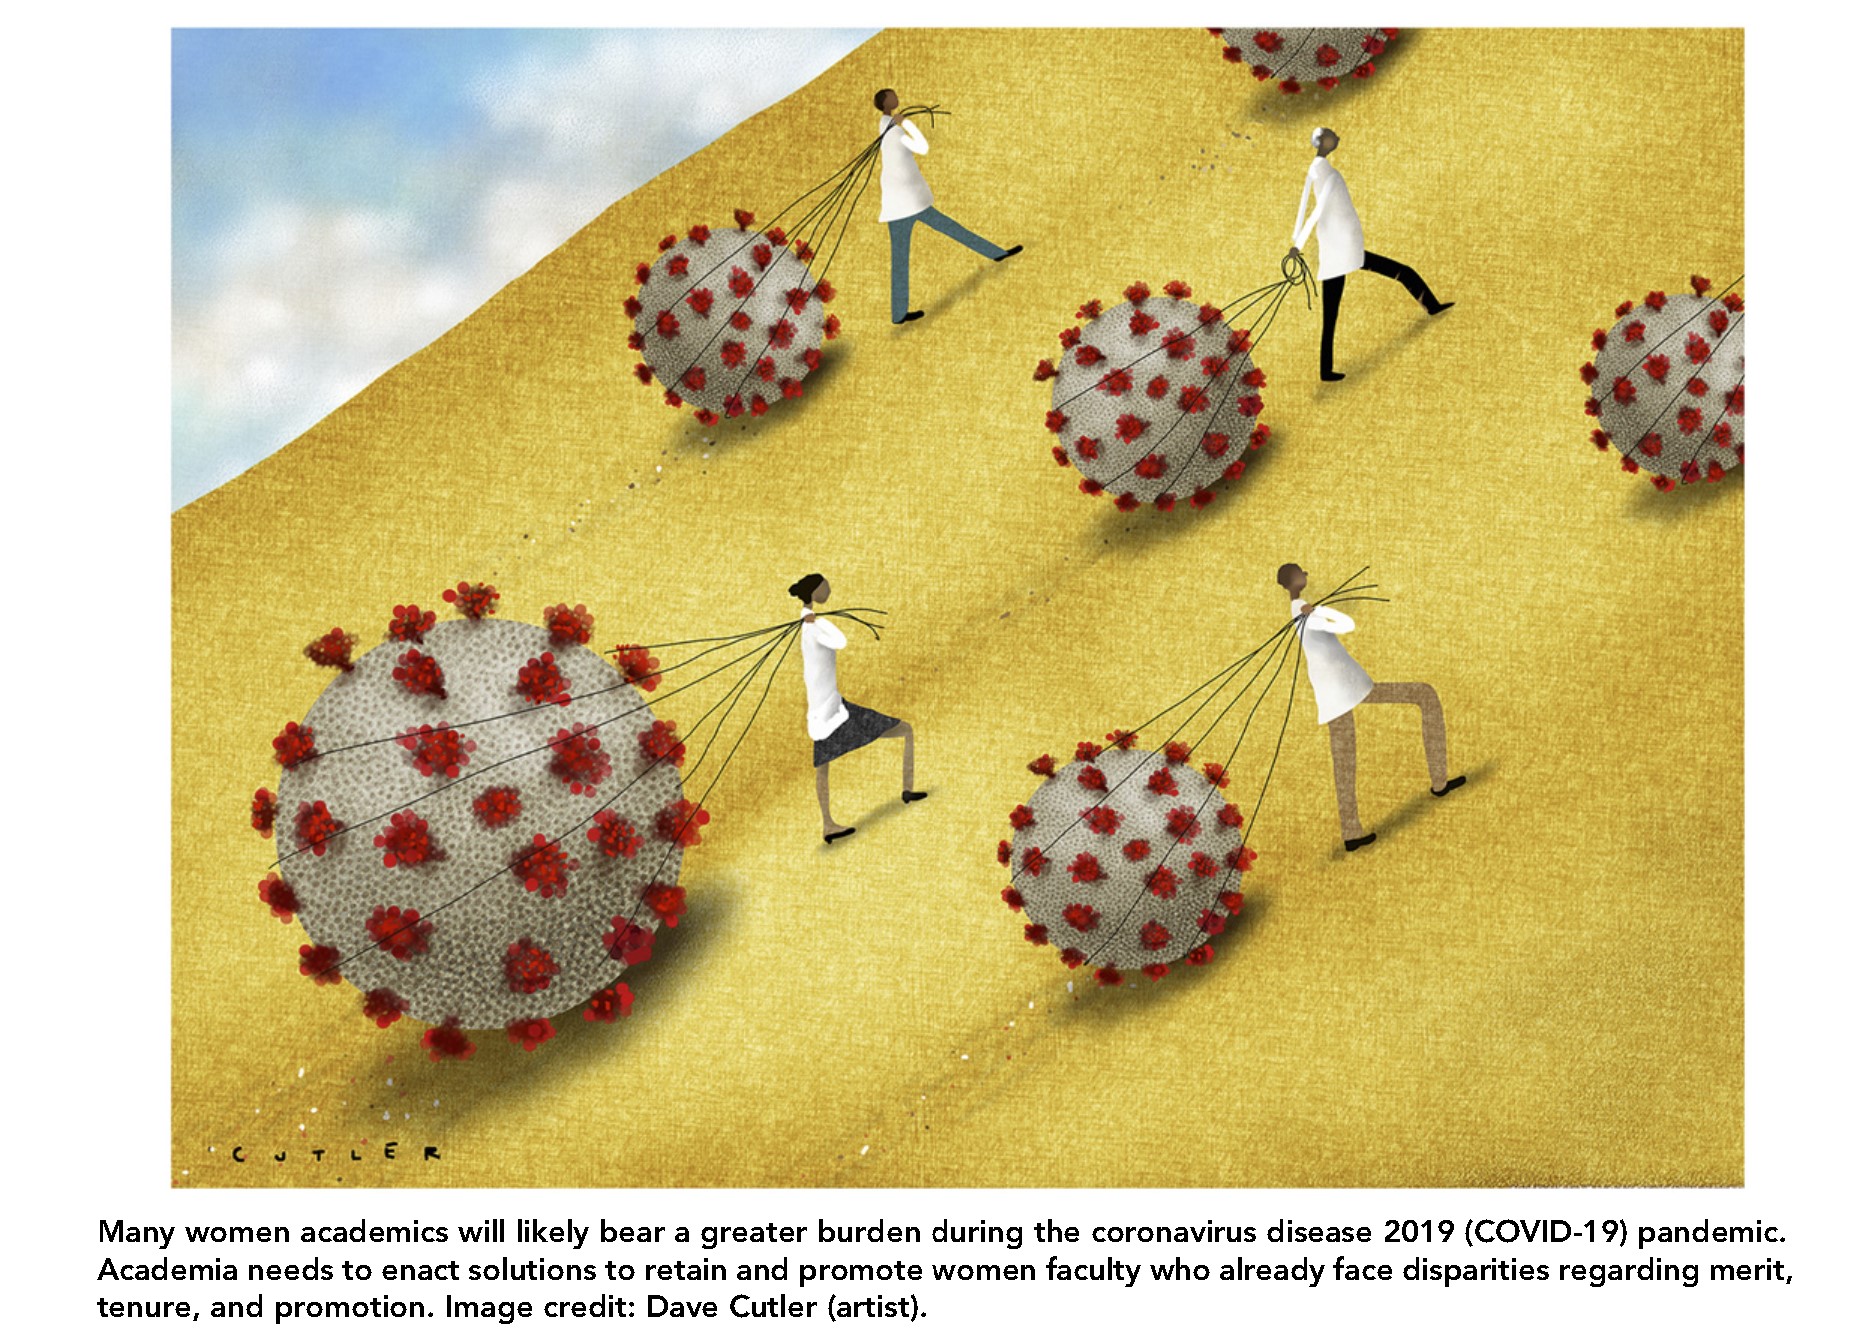 CUTLER
Many women academics will likely bear a greater burden during the coronavirus disease 2019 (COVID-19) pandemic.
Academia needs to enact solutions to retain and promote women faculty who already face disparities regarding merit,
tenure, and promotion. Image credit: Dave Cutler (artist).